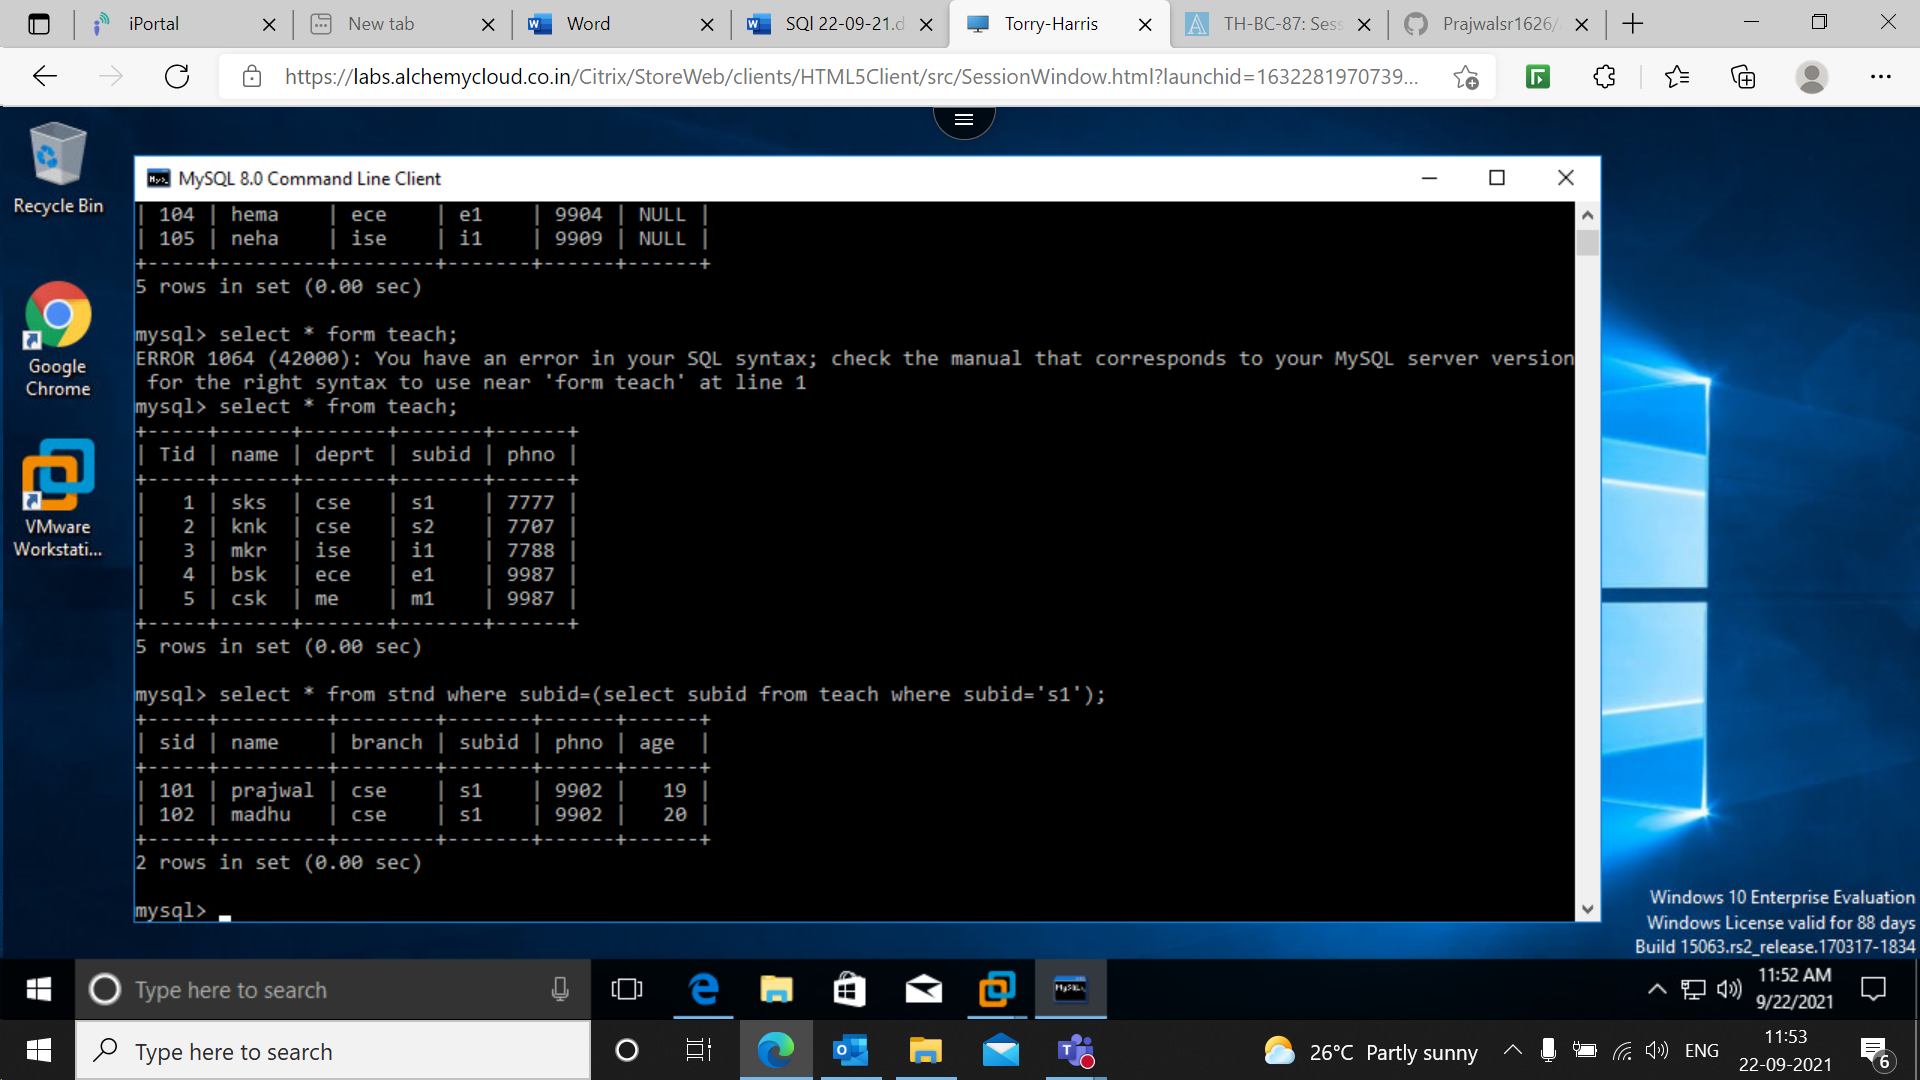 iPortal
New tab
Word
SQl 22-09-21.d
Torry-Harris
TH-BC-87: Ses
Prajwalsr1626/
https://labs.alchemycloud.co.in/Citrix/StoreWeb/clients/HTML5Client/src/SessionWindow.html?launchid=1632281970739...
Recycle Bin
Google
Chrome
VMware
Workstati...
MySQL 8.0 Command Line Client
| 104 | hema    | ece    | e1    | 9904 | NULL |
| 105 | neha    | ise    | i1    | 9909 | NULL |
+-----+---------+--------+-------+------+------+
5 rows in set (0.00 sec)
mysql> select * form teach;
ERROR 1064 (42000): You have an error in your SQL syntax; check the manual that corresponds to your MySQL server version
for the right syntax to use near 'form teach' at line 1
mysql> select * from teach;
+-----+------+-------+-------+------+
| Tid | name | deprt | subid | phno |
+-----+------+-------+-------+------+
|   1 | sks  | cse   | s1    | 7777 |
|   2 | knk  | cse   | s2    | 7707 |
|   3 | mkr  | ise   | i1    | 7788 |
|   4 | bsk  | ece   | e1    | 9987 |
|   5 | csk  | me    | m1    | 9987 |
+-----+------+-------+-------+------+
5 rows in set (0.00 sec)
mysql> select * from stnd where subid=(select subid from teach where subid='s1');
+-----+---------+--------+-------+------+------+
| sid | name    | branch | subid | phno | age  |
+-----+---------+--------+-------+------+------+
| 101 | prajwal | cse    | s1    | 9902 |   19 |
| 102 | madhu   | cse    | s1    | 9902 |   20 |
+-----+---------+--------+-------+------+------+
2 rows in set (0.00 sec)
mysql>
Windows 10 Enterprise Evaluation
Windows License valid for 88 days
Build 15063.rs2_release.170317-1834
Type here to search
11:52 AM
9/22/2021
Type here to search
26°C Partly sunny
ENG
11:53
22-09-2021
6